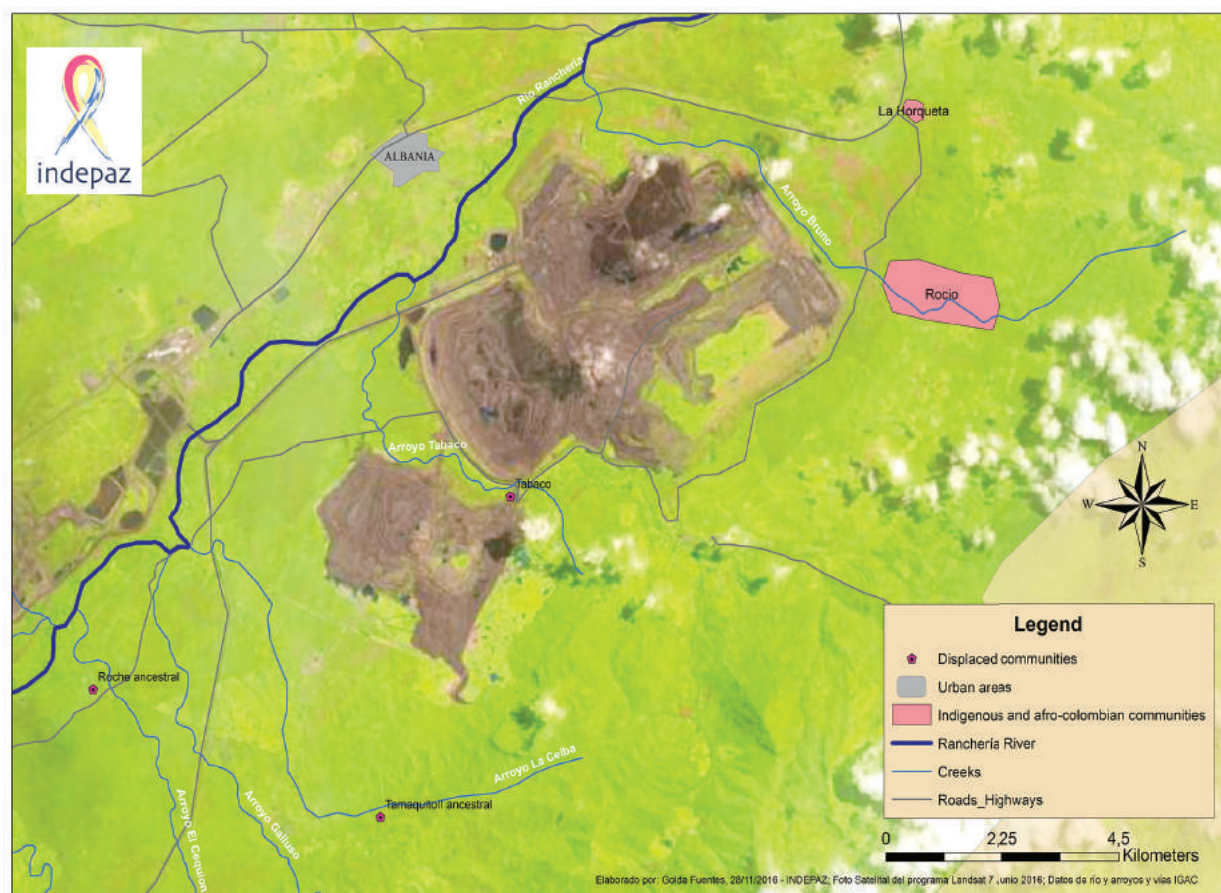 indepaz
Río Ranchería
La Horqueta
ALBANIA
Arroyo Bruno
Rocio
Arroyo Tabaco
Tabaco
N
W
E
S
Roche ancestral
Arroyo La Ceiba
Tamaquitoll ancestral
Arroyo El Cequion
Arroyo Galluso
Legend
Displaced communities
Urban areas
Indigenous and afro-colombian communities
Ranchería River
Creeks
Roads_Highways
0 2,25 4,5
Kilometers
Elaborado por: Golda Fuentes, 28/11/2016 - INDEPAZ; Foto Satelital del programa Landsat 7 Junio 2016; Datos de río y arroyos y vías IGAC